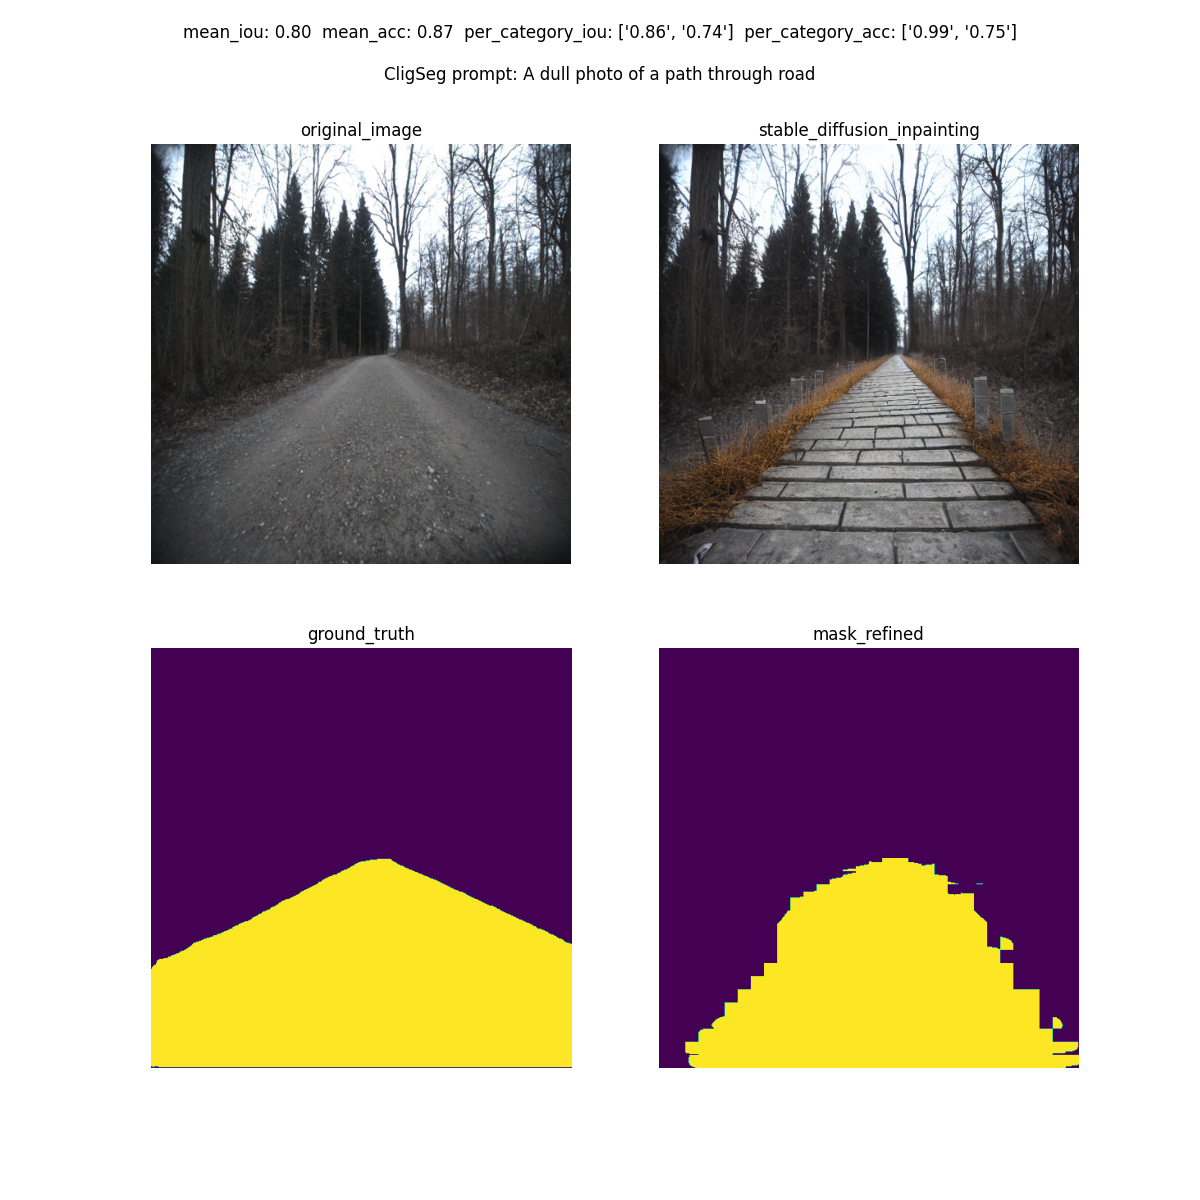 mean_iou: 0.80  mean_acc: 0.87  per_category_iou: ['0.86', '0.74']  per_category_acc: ['0.99', '0.75']
CligSeg prompt: A dull photo of a path through road
original_image
stable_diffusion_inpainting
ground_truth
mask_refined